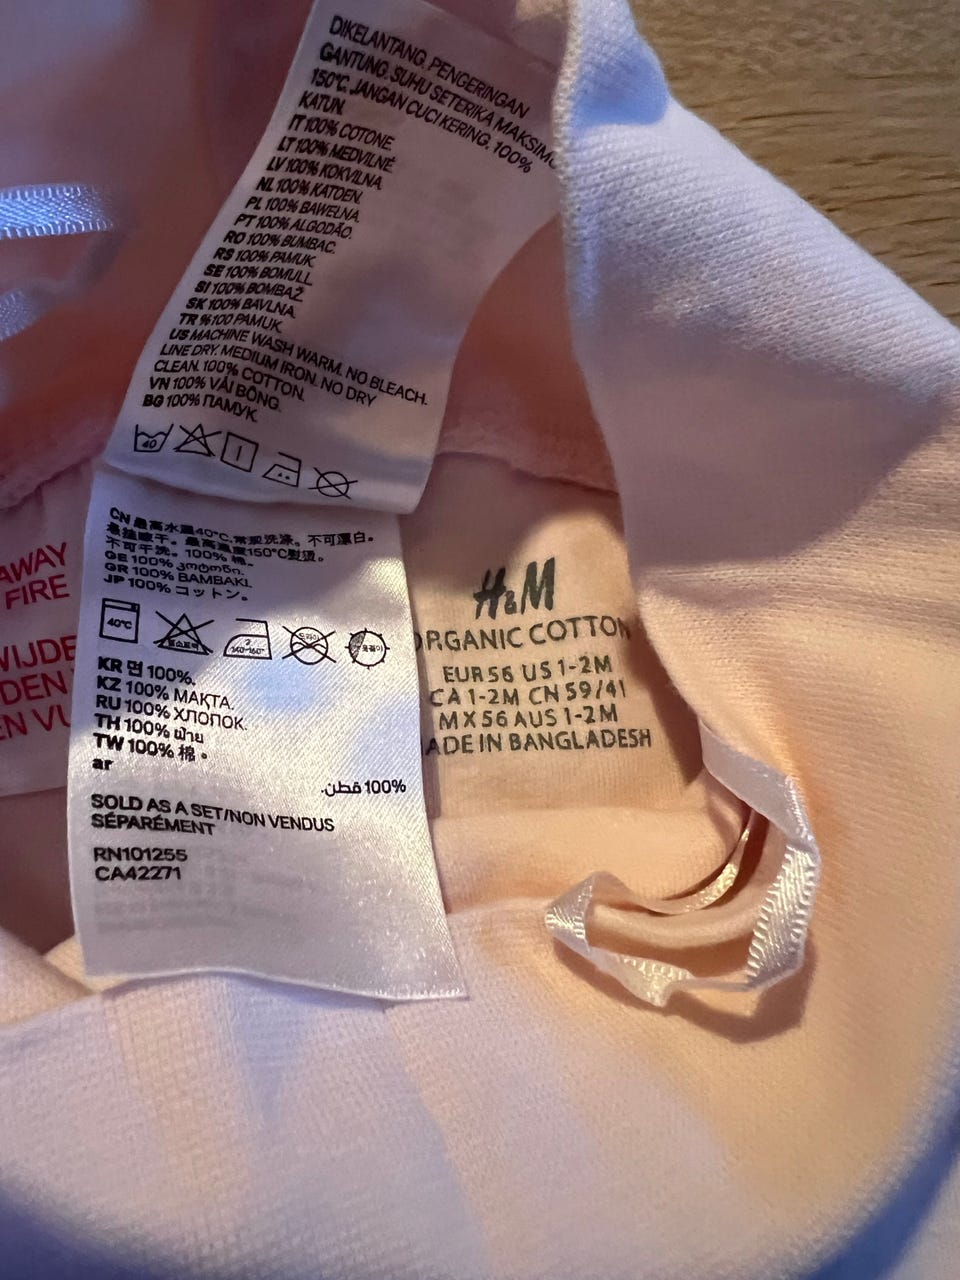 DIKELANTANG, PENGERINGAN
GANTUNG, SUHU SETERIKA MAKSIMU
150°C, JANGAN CUCI KERING, 100%
KATUN.
IT 100% COTONE.
LT 100% MEDVILNĖ
LV 100% KOKVILNA.
NL 100% KATOEN.
PL 100% BAWEŁNA.
PT 100% ALGODÃO.
RO 100% BUMBAC.
RS 100% PAMUK
SE 100% BOMULL
SI 100% BOMBAŽ
SK 100% BAVLNA
TR %100 PAMUK
US MACHINE WASH WARM. NO BLEACH.
LINE DRY. MEDIUM IRON. NO DRY
CLEAN. 100% COTTON.
VN 100% VẢI BÔNG.
BG 100% ПАМУК.
40
CN 最高水温40°C,常规洗涤。不可漂白。
悬挂晾干。最高温度150°C熨烫。
不可干洗。100% 棉。
GE 100% ბამბა.
GR 100% ΒΑΜΒΑΚΙ.
JP 100% コットン。
40°C
KR 면 100%.
KZ 100% МАҚТА.
RU 100% ХЛОПОК.
TH 100% ฝ้าย
TW 100% 棉。
ar
100% قطن.
SOLD AS A SET/NON VENDUS
SÉPARÉMENT
RN101255
CA42271
AWAY
FIRE
WIJDE
DEN
EN VU
H&M
ORGANIC COTTON
EUR 56 US 1-2M
CA 1-2M CN 59/41
MX 56 AUS 1-2M
ADE IN BANGLADESH